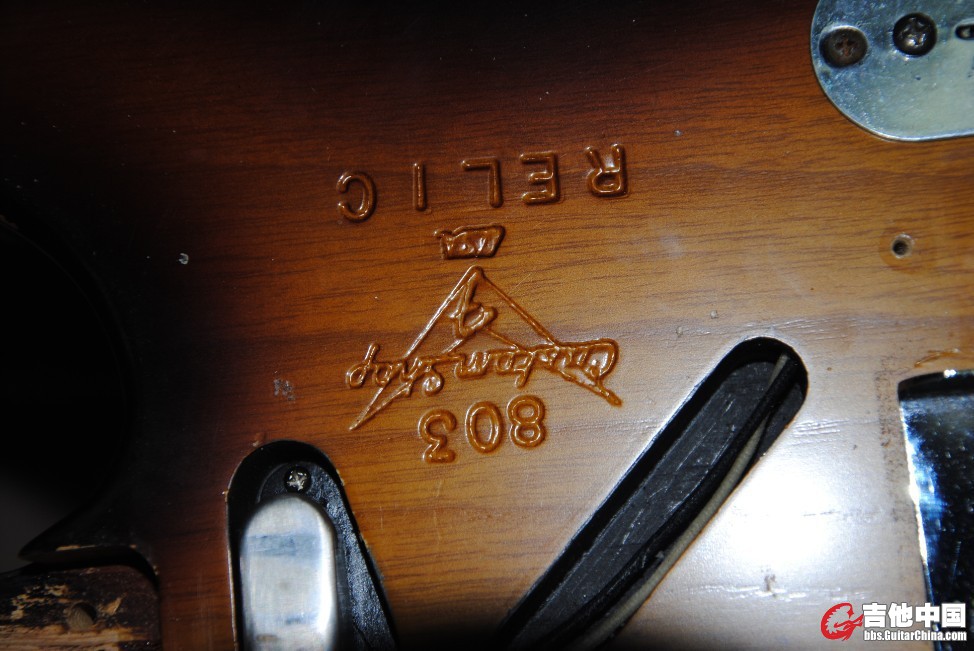 803
Custom Shop
RELIC
吉他中国
bbs.GuitarChina.com